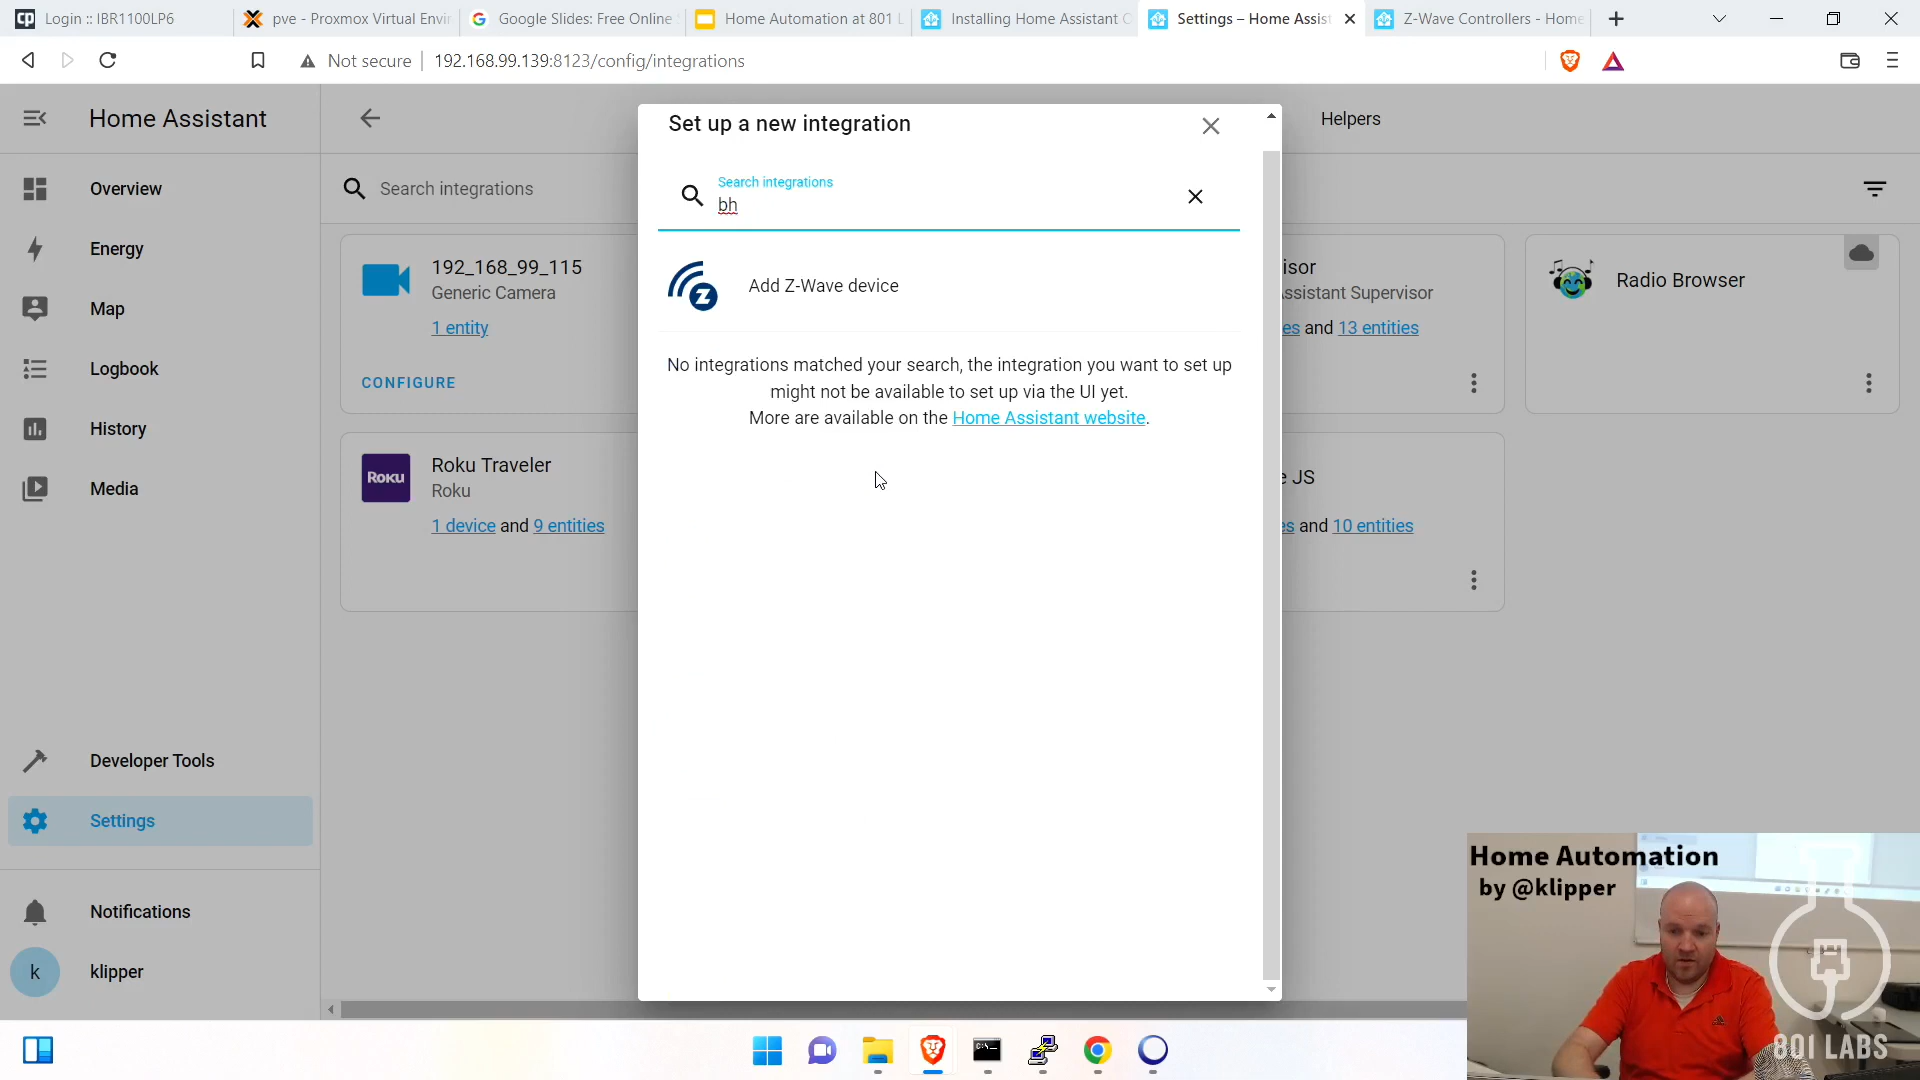 Login :: IBR1100LP6
pve - Proxmox Virtual Envir
Google Slides: Free Online
Home Automation at 801 L
Installing Home Assistant O
Settings – Home Assist
Z-Wave Controllers - Home
Not secure
192.168.99.139:8123/config/integrations
Home Assistant
Helpers
Overview
Energy
Map
Logbook
History
Media
Developer Tools
Settings
Notifications
k
klipper
Search integrations
192_168_99_115
Generic Camera
1 entity
CONFIGURE
Roku
Roku Traveler
Roku
1 device and 9 entities
Set up a new integration
Search integrations
bh
Add Z-Wave device
No integrations matched your search, the integration you want to set up
might not be available to set up via the UI yet.
More are available on the Home Assistant website.
isor
ssistant Supervisor
es and 13 entities
Radio Browser
e JS
es and 10 entities
Home Automation
by @klipper
801 LABS